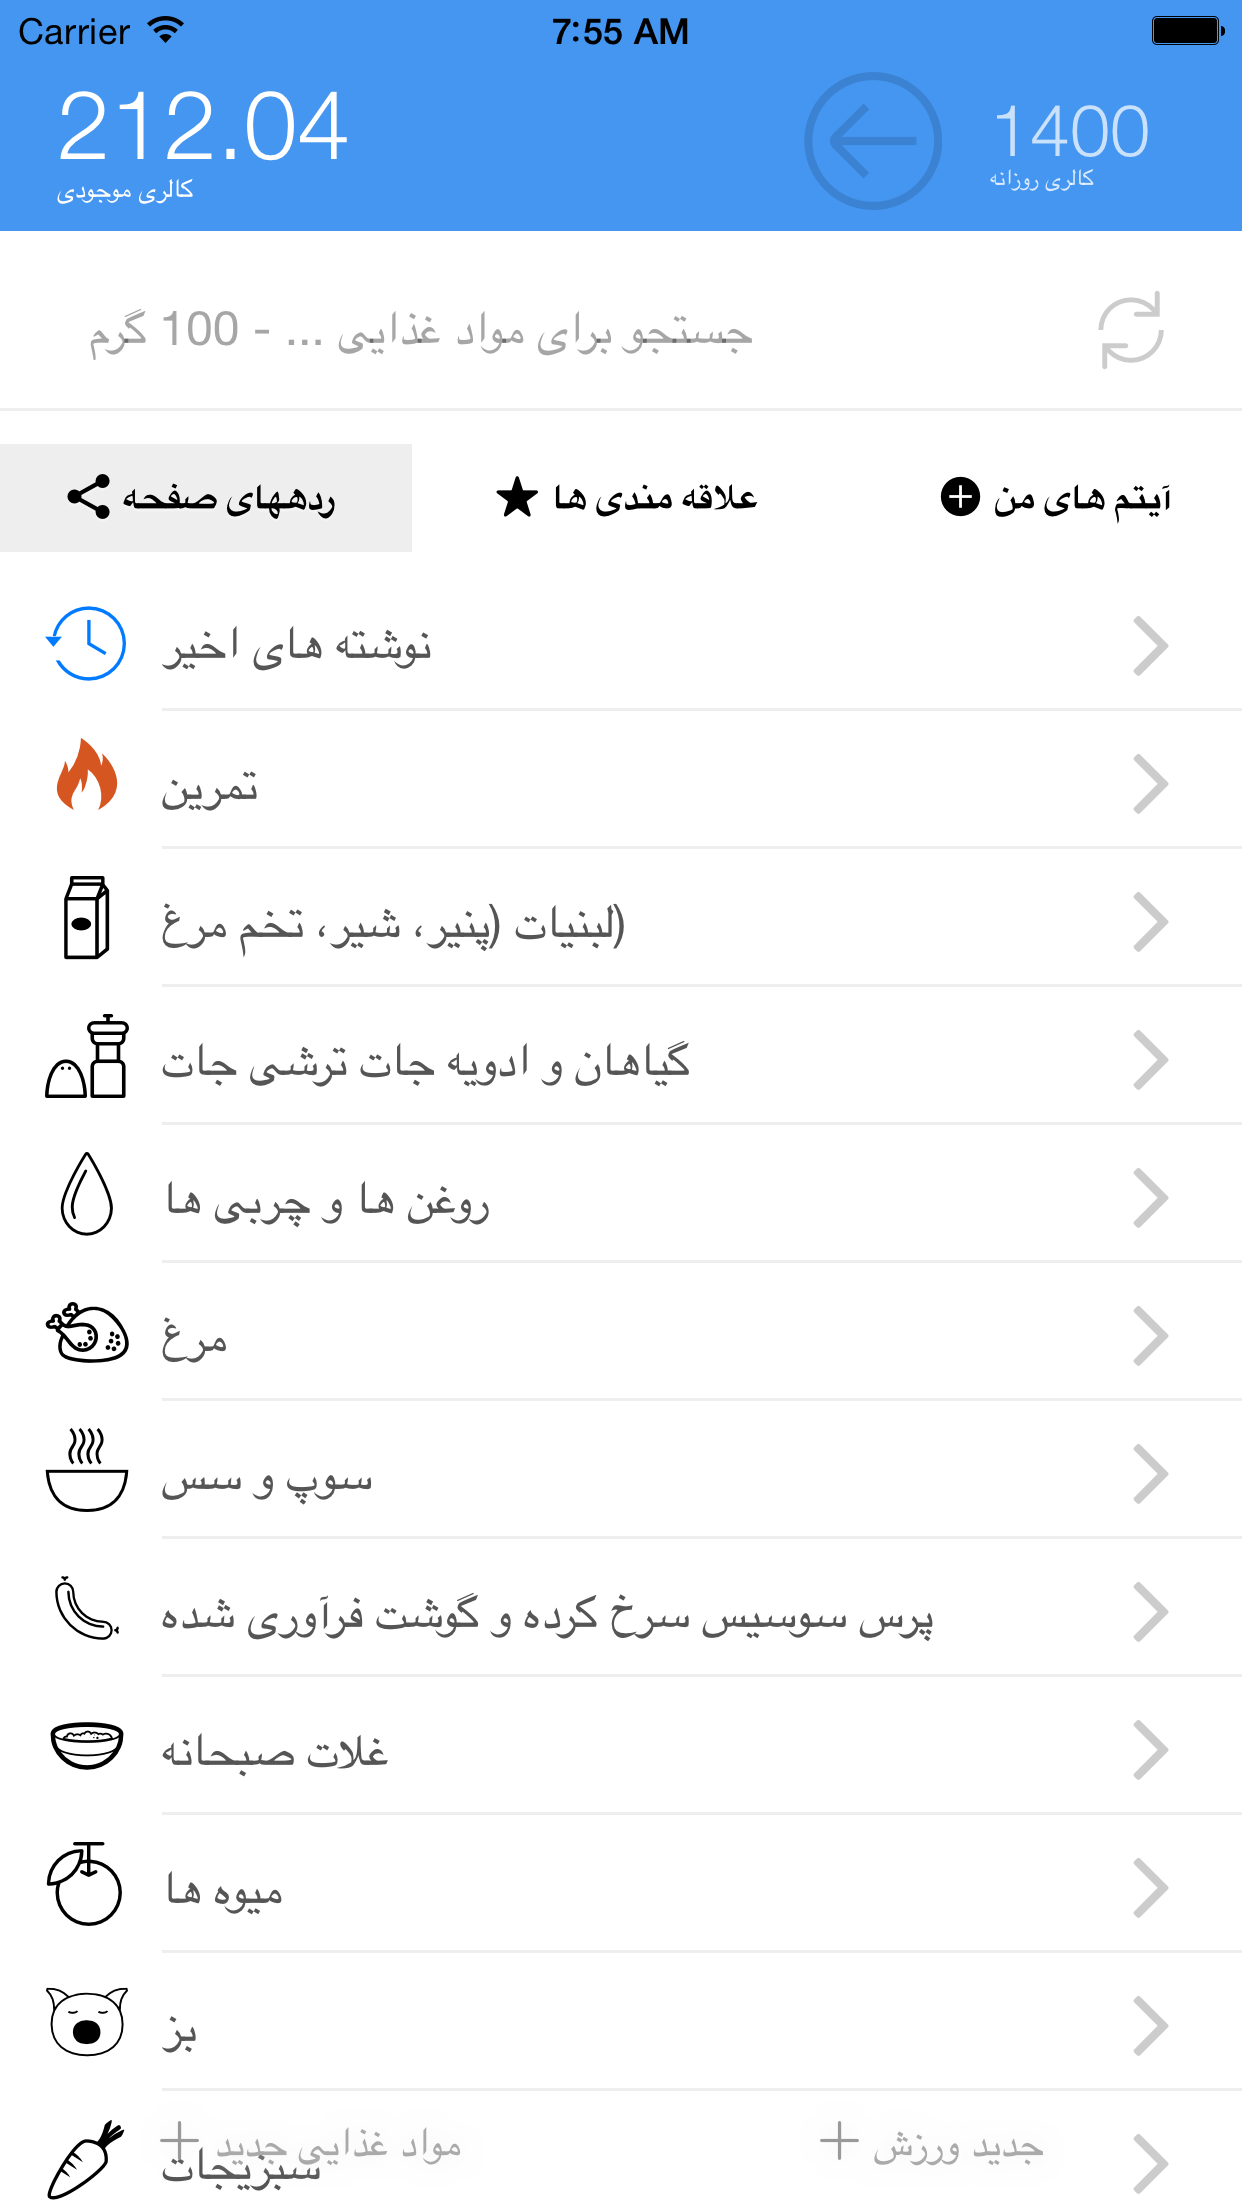 Carrier 7:55 AM
212.04
کالری موجودی
1400
کالری روزانه
جستجو برای مواد غذایی ... - 100 گرم
ردههای صفحه
علاقه مندی ها
آیتم های من
نوشته های اخیر
تمرین
لبنیات (پنیر، شیر، تخم مرغ)
گیاهان و ادویه جات ترشی جات
روغن ها و چربی ها
مرغ
سوپ و سس
پرس سوسیس سرخ کرده و گوشت فرآوری شده
غلات صبحانه
میوه ها
بز
سبزیجات
مواد غذایی جدید
جدید ورزش